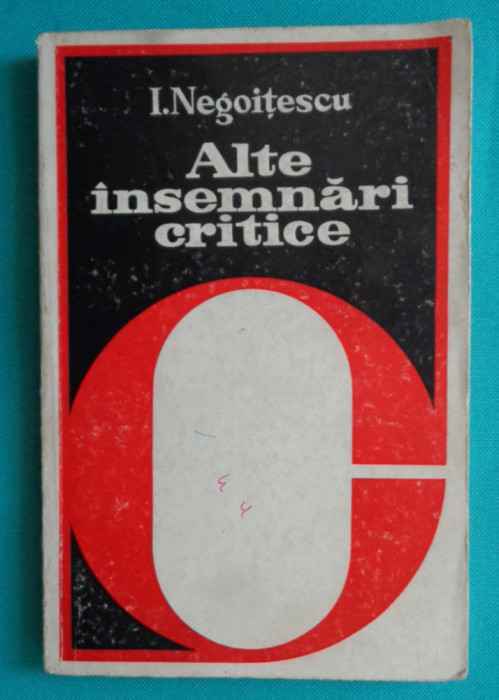 I.Negoițescu
Alte
însemnări
critice